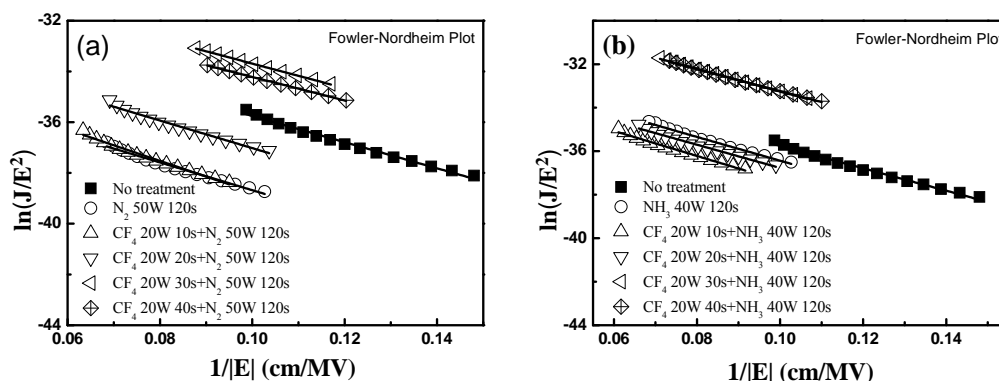 (a)
Fowler-Nordheim Plot
-32
-36
-40
-44
ln(J/E²)
No treatment
N₂ 50W 120s
CF₄ 20W 10s+N₂ 50W 120s
CF₄ 20W 20s+N₂ 50W 120s
CF₄ 20W 30s+N₂ 50W 120s
CF₄ 20W 40s+N₂ 50W 120s
0.06 0.08 0.10 0.12 0.14
1/|E| (cm/MV)
(b)
Fowler-Nordheim Plot
-32
-36
-40
-44
ln(J/E²)
No treatment
NH₃ 40W 120s
CF₄ 20W 10s+NH₃ 40W 120s
CF₄ 20W 20s+NH₃ 40W 120s
CF₄ 20W 30s+NH₃ 40W 120s
CF₄ 20W 40s+NH₃ 40W 120s
0.06 0.08 0.10 0.12 0.14
1/|E| (cm/MV)